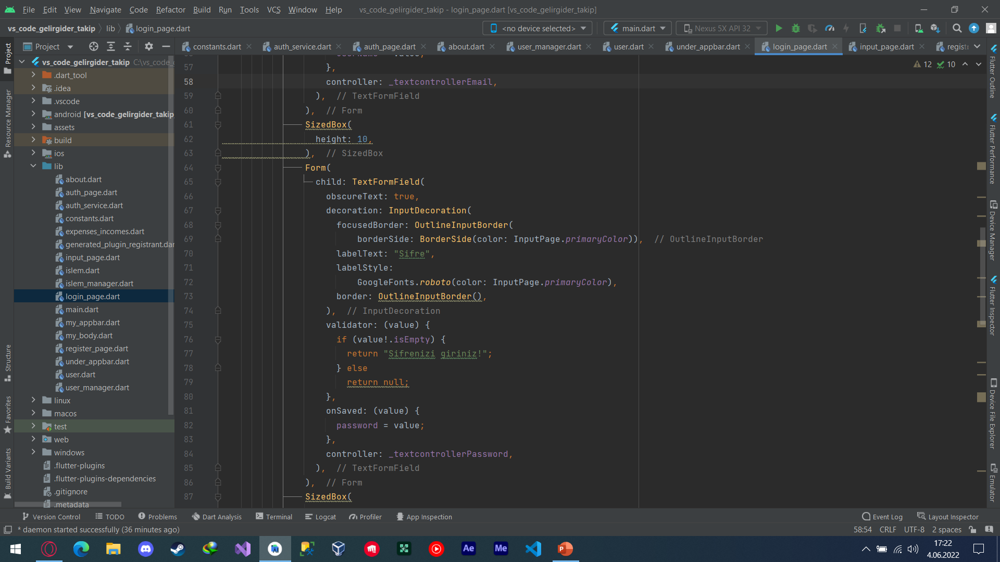 File Edit View Navigate Code Refactor Build Run Tools VCS Window Help vs_code_gelirgider_takip - login_page.dart [vs_code_gelirgider_takip]
vs_code_gelirgider_takip lib login_page.dart <no device selected> main.dart Nexus 5X API 32
Project constants.dart auth_service.dart auth_page.dart about.dart user_manager.dart user.dart under_appbar.dart login_page.dart input_page.dart regist
12 10
Project
Resource Manager
Structure
Favorites
Build Variants
vs_code_gelirgider_takip C:\vs_code_
.dart_tool
.idea
.vscode
android [vs_code_gelirgider_takip
assets
build
ios
lib
about.dart
auth_page.dart
auth_service.dart
constants.dart
expenses_incomes.dart
generated_plugin_registrant.dar
input_page.dart
islem.dart
islem_manager.dart
login_page.dart
main.dart
my_appbar.dart
my_body.dart
register_page.dart
under_appbar.dart
user.dart
user_manager.dart
linux
macos
test
web
windows
.flutter-plugins
.flutter-plugins-dependencies
.gitignore
.metadata
57 },
58 controller: _textcontrollerEmail,
59 ), // TextFormField
60 ), // Form
61 SizedBox(
62 height: 10,
63 ), // SizedBox
64 Form(
65 child: TextFormField(
66 obscureText: true,
67 decoration: InputDecoration(
68 focusedBorder: OutlineInputBorder(
69 borderSide: BorderSide(color: InputPage.primaryColor)), // OutlineInputBorder
70 labelText: "Sifre",
71 labelStyle:
72 GoogleFonts.roboto(color: InputPage.primaryColor),
73 border: OutlineInputBorder(),
74 ), // InputDecoration
75 validator: (value) {
76 if (value!.isEmpty) {
77 return "Sifrenizi giriniz!";
78 } else
79 return null;
80 },
81 onSaved: (value) {
82 password = value;
83 },
84 controller: _textcontrollerPassword,
85 ), // TextFormField
86 ), // Form
87 SizedBox(
Flutter Outline
Flutter Performance
Device Manager
Flutter Inspector
Device File Explorer
Emulator
Version Control TODO Problems Dart Analysis Terminal Logcat Profiler App Inspection Event Log Layout Inspector
* daemon started successfully (36 minutes ago) 58:54 CRLF UTF-8 2 spaces
Ae Me P
17:22
4.06.2022